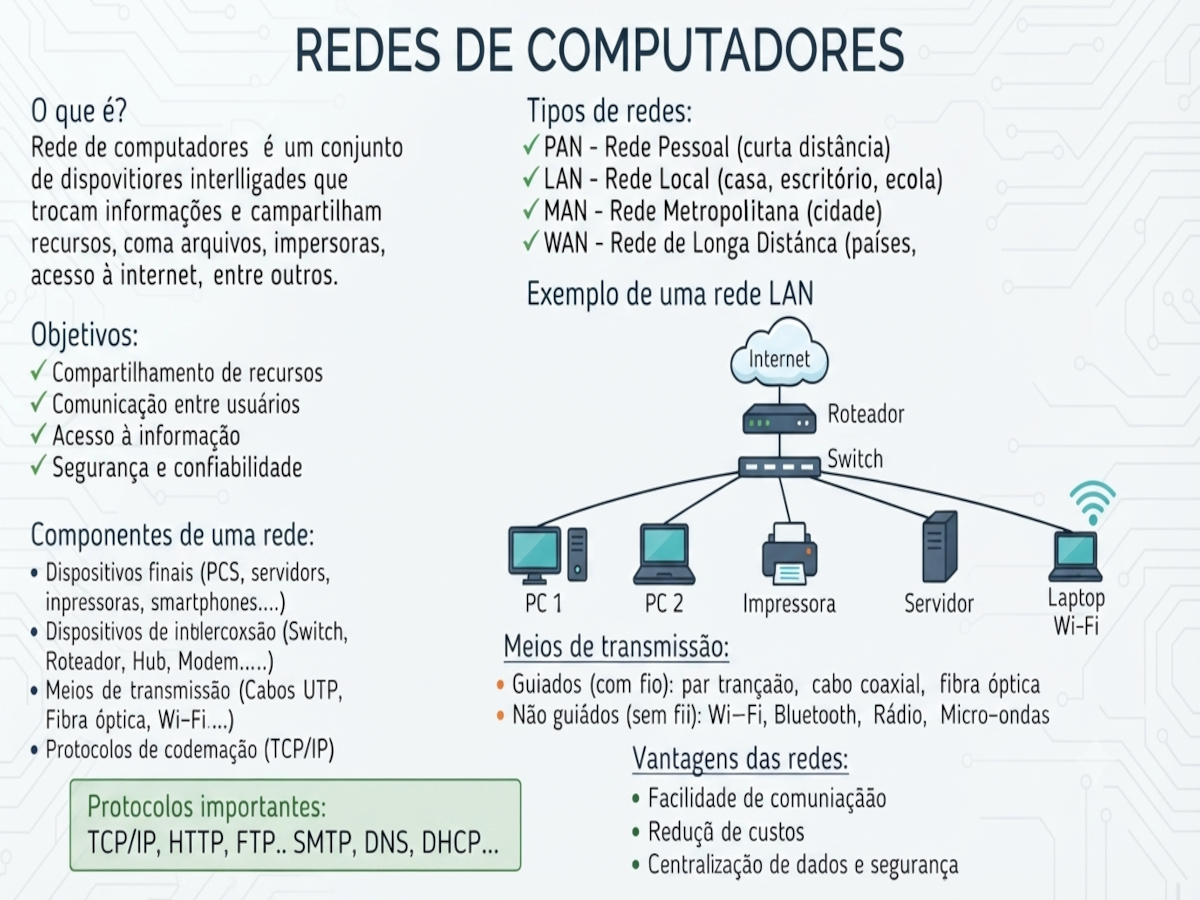 REDES DE COMPUTADORES
O que é?
Rede de computadores é um conjunto
de dispovitiores interlligades que
trocam informações e campartilham
recursos, coma arquivos, impersoras,
acesso à internet, entre outros.
Objetivos:
✓ Compartilhamento de recursos
✓ Comunicação entre usuários
✓ Acesso à informação
✓ Segurança e confiabilidade
Componentes de uma rede:
• Dispositivos finais (PCS, servidors,
inpressoras, smartphones....)
• Dispositivos de inblercoxsão (Switch,
Roteador, Hub, Modem.....)
• Meios de transmissão (Cabos UTP,
Fibra óptica, Wi-Fi....)
• Protocolos de codemação (TCP/IP)
Protocolos importantes:
TCP/IP, HTTP, FTP.. SMTP, DNS, DHCP...
Tipos de redes:
✓ PAN - Rede Pessoal (curta distância)
✓ LAN - Rede Local (casa, escritório, ecola)
✓ MAN - Rede Metropolitana (cidade)
✓ WAN - Rede de Longa Distánca (países,
Exemplo de uma rede LAN
Internet
Roteador
Switch
PC 1
PC 2
Impressora
Servidor
Laptop
Wi-Fi
Meios de transmissão:
• Guiados (com fio): par trançaão, cabo coaxial, fibra óptica
• Não guiádos (sem fii): Wi-Fi, Bluetooth, Rádio, Micro-ondas
Vantagens das redes:
• Facilidade de comuniaçãão
• Reduçã de custos
• Centralização de dados e segurança